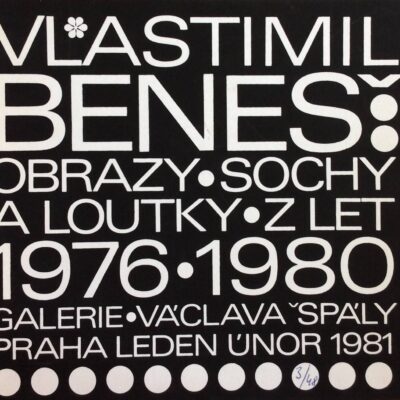 VLASTIMIL
BENEŠ:
OBRAZY•SOCHY
A LOUTKY•Z LET
1976•1980
GALERIE•VÁCLAVA ŠPÁLY
PRAHA LEDEN ÚNOR 1981
3/48